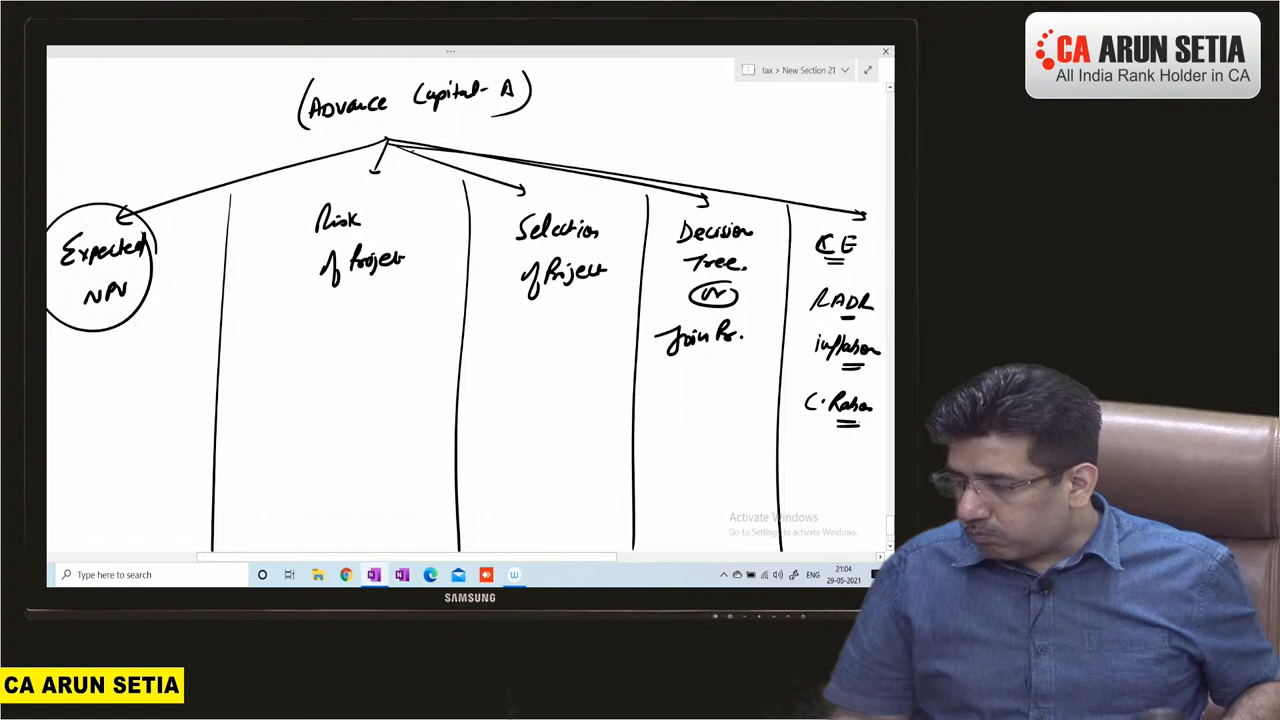 CA ARUN SETIA
All India Rank Holder in CA
tax > New Section 21
(Advance Capital-A)
Expected
NPV
Risk
of Project
Selection
of Project
Decision
Tree.
Join Pr.
CE
RADR
inflation
Activate Windows
Go to Settings to activate Windows.
Type here to search
ENG
21:04
29-05-2021
SAMSUNG
CA ARUN SETIA